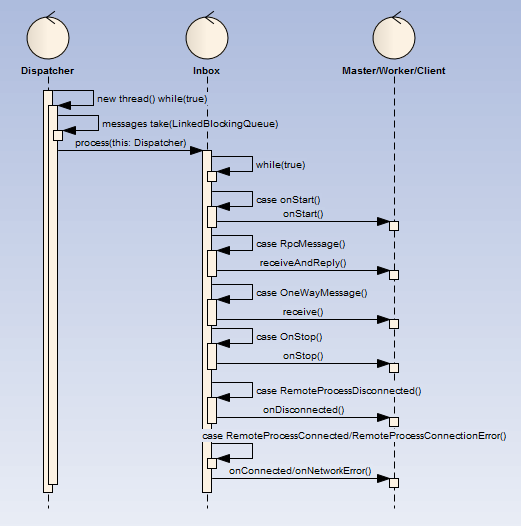 Dispatcher
Inbox
Master/Worker/Client
new thread() while(true)
messages take(LinkedBlockingQueue)
process(this: Dispatcher)
while(true)
case onStart()
onStart()
case RpcMessage()
receiveAndReply()
case OneWayMessage()
receive()
case OnStop()
onStop()
case RemoteProcessDisconnected()
onDisconnected()
case RemoteProcessConnected/RemoteProcessConnectionError()
onConnected/onNetworkError()